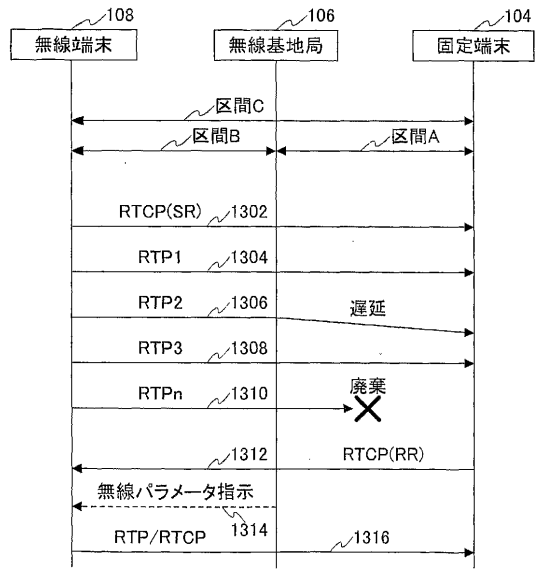 108
106
104
無線端末
無線基地局
固定端末
区間C
区間B
区間A
RTCP(SR) 1302
RTP1 1304
RTP2 1306
遅延
RTP3 1308
廃棄
RTPn 1310
1312
RTCP(RR)
無線パラメータ指示
1314
RTP/RTCP
1316